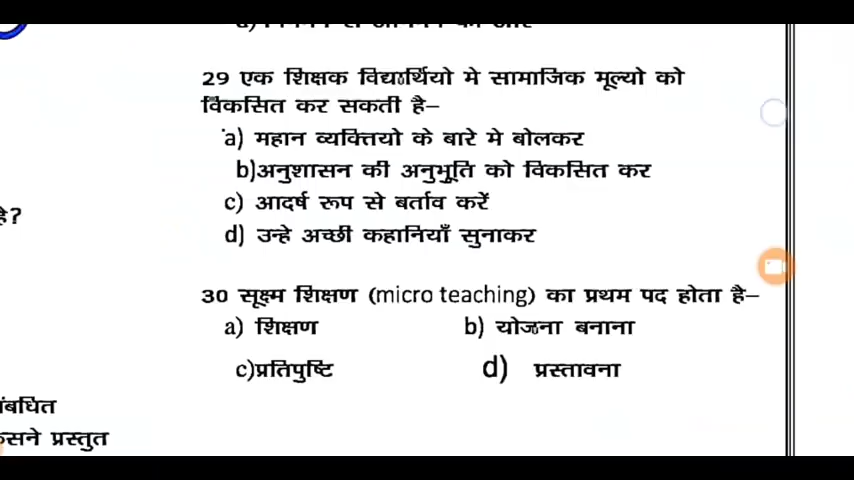 29 एक शिक्षक विद्यार्थियो मे सामाजिक मूल्यो को
विकसित कर सकती है–
a) महान व्यक्तियो के बारे मे बोलकर
b)अनुशासन की अनुभूति को विकसित कर
c) आदर्ष रूप से बर्ताव करें
d) उन्हे अच्छी कहानियाँ सुनाकर
है?
30 सूक्ष्म शिक्षण (micro teaching) का प्रथम पद होता है–
a) शिक्षण b) योजना बनाना
c)प्रतिपुष्टि d) प्रस्तावना
प्रस्तुत